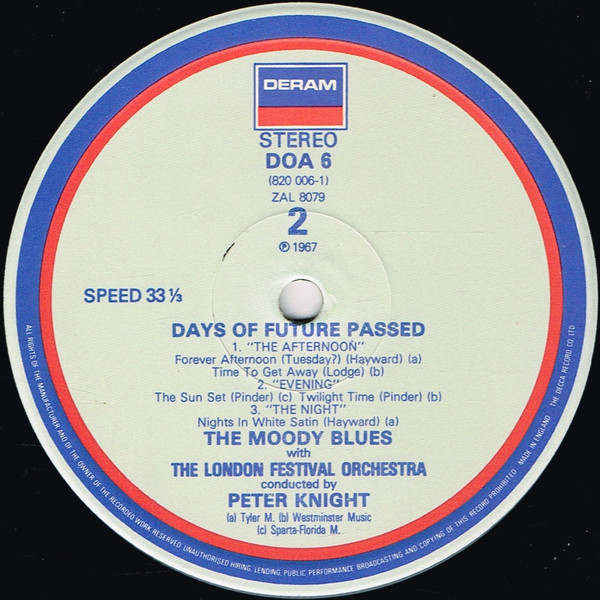 DERAM
STEREO
DOA 6
(820 006-1)
ZAL 8079
2
℗ 1967
SPEED 33⅓
DAYS OF FUTURE PASSED
1. "THE AFTERNOON"
Forever Afternoon (Tuesday?) (Hayward) (a)
Time To Get Away (Lodge) (b)
2. "EVENING"
The Sun Set (Pinder) (c) Twilight Time (Pinder) (b)
3. "THE NIGHT"
Nights In White Satin (Hayward) (a)
THE MOODY BLUES
with
THE LONDON FESTIVAL ORCHESTRA
conducted by
PETER KNIGHT
(a) Tyler M. (b) Westminster Music
(c) Sparta-Florida M.
ALL RIGHTS OF THE MANUFACTURER AND OF THE OWNER OF THE RECORDED WORK RESERVED. UNAUTHORISED HIRING, LENDING, PUBLIC PERFORMANCE BROADCASTING AND COPYING OF THIS RECORD PROHIBITED MADE IN ENGLAND THE DECCA RECORD CO LTD